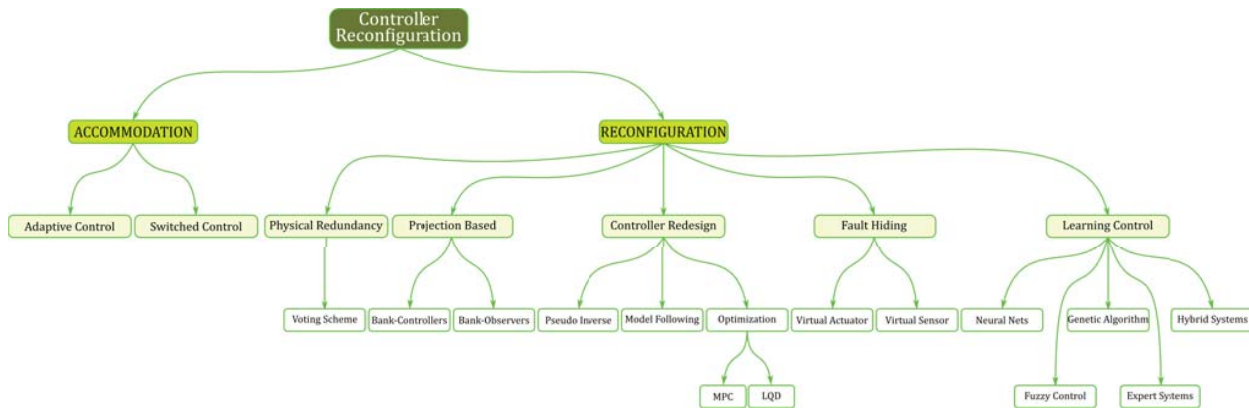 Controller
Reconfiguration
ACCOMMODATION
RECONFIGURATION
Adaptive Control
Switched Control
Physical Redundancy
Projection Based
Controller Redesign
Fault Hiding
Learning Control
Voting Scheme
Bank-Controllers
Bank-Observers
Pseudo Inverse
Model Following
Optimization
Virtual Actuator
Virtual Sensor
Neural Nets
Genetic Algorithm
Hybrid Systems
MPC
LQD
Fuzzy Control
Expert Sytems